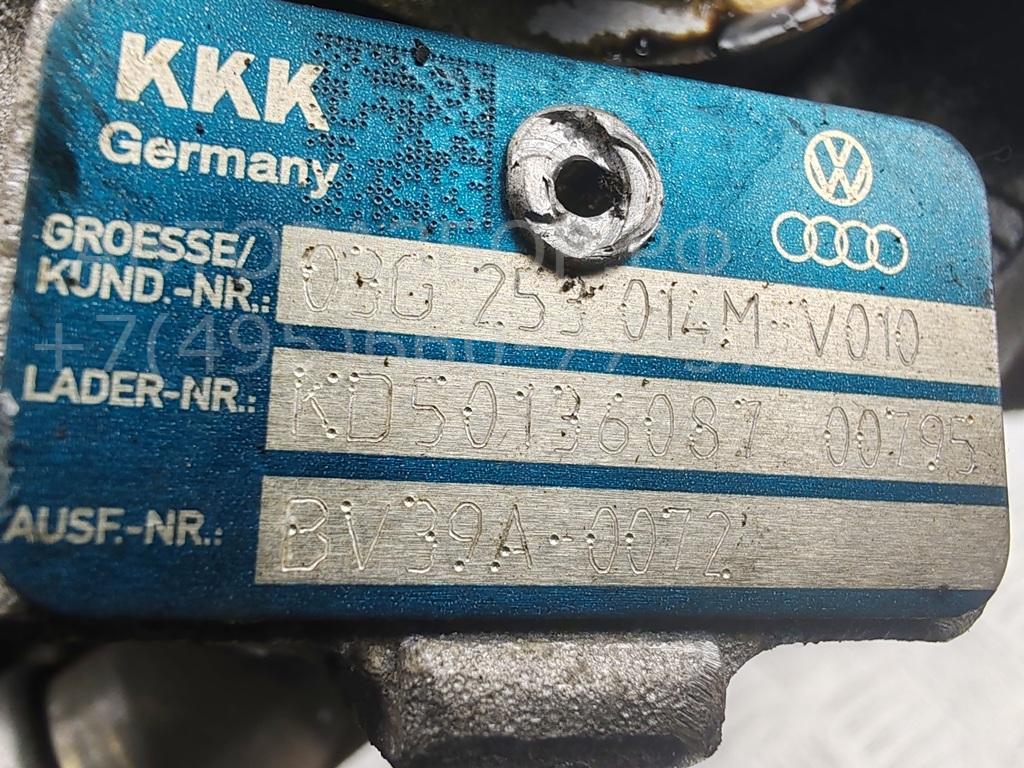 KKK
Germany
GROESSE/
KUND.-NR.: 03G 253 014M V010
LADER-NR.: KD50136087 00795
AUSF.-NR.: BV39A-0072